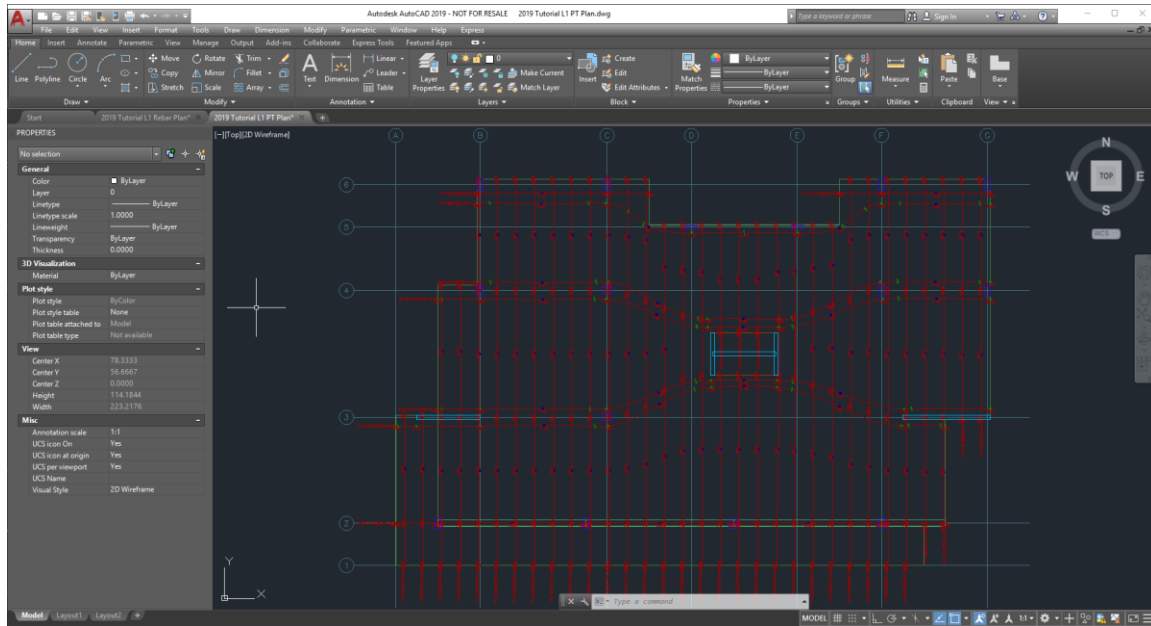 Autodesk AutoCAD 2019 - NOT FOR RESALE 2019 Tutorial L1 PT Plan.dwg
Type a keyword or phrase
Sign In
File Edit View Insert Format Tools Draw Dimension Modify Parametric Window Help Express
Home Insert Annotate Parametric View Manage Output Add-ins Collaborate Express Tools Featured Apps
Line Polyline Circle Arc
Move Rotate Trim
Copy Mirror Fillet
Stretch Scale Array
Text Dimension
Linear
Leader
Table
Layer Properties
0
Make Current
Match Layer
Insert
Create
Edit
Edit Attributes
Match Properties
ByLayer
ByLayer
ByLayer
Group
Measure
Paste
Base
Draw Modify Annotation Layers Block Properties Groups Utilities Clipboard View
Start 2019 Tutorial L1 Rebar Plan* 2019 Tutorial L1 PT Plan*
PROPERTIES
No selection
General
Color ByLayer
Layer 0
Linetype ByLayer
Linetype scale 1.0000
Lineweight ByLayer
Transparency ByLayer
Thickness 0.0000
3D Visualization
Material ByLayer
Plot style
Plot style ByColor
Plot style table None
Plot table attached to Model
Plot table type Not available
View
Center X 78.3333
Center Y 56.6667
Center Z 0.0000
Height 114.1844
Width 223.2176
Misc
Annotation scale 1:1
UCS icon On Yes
UCS icon at origin Yes
UCS per viewport Yes
UCS Name
Visual Style 2D Wireframe
[-][Top][2D Wireframe]
A B C D E F G
6
5
4
3
2
1
N
W TOP E
S
WCS
Y
X
Type a command
Model Layout1 Layout2
MODEL
1:1